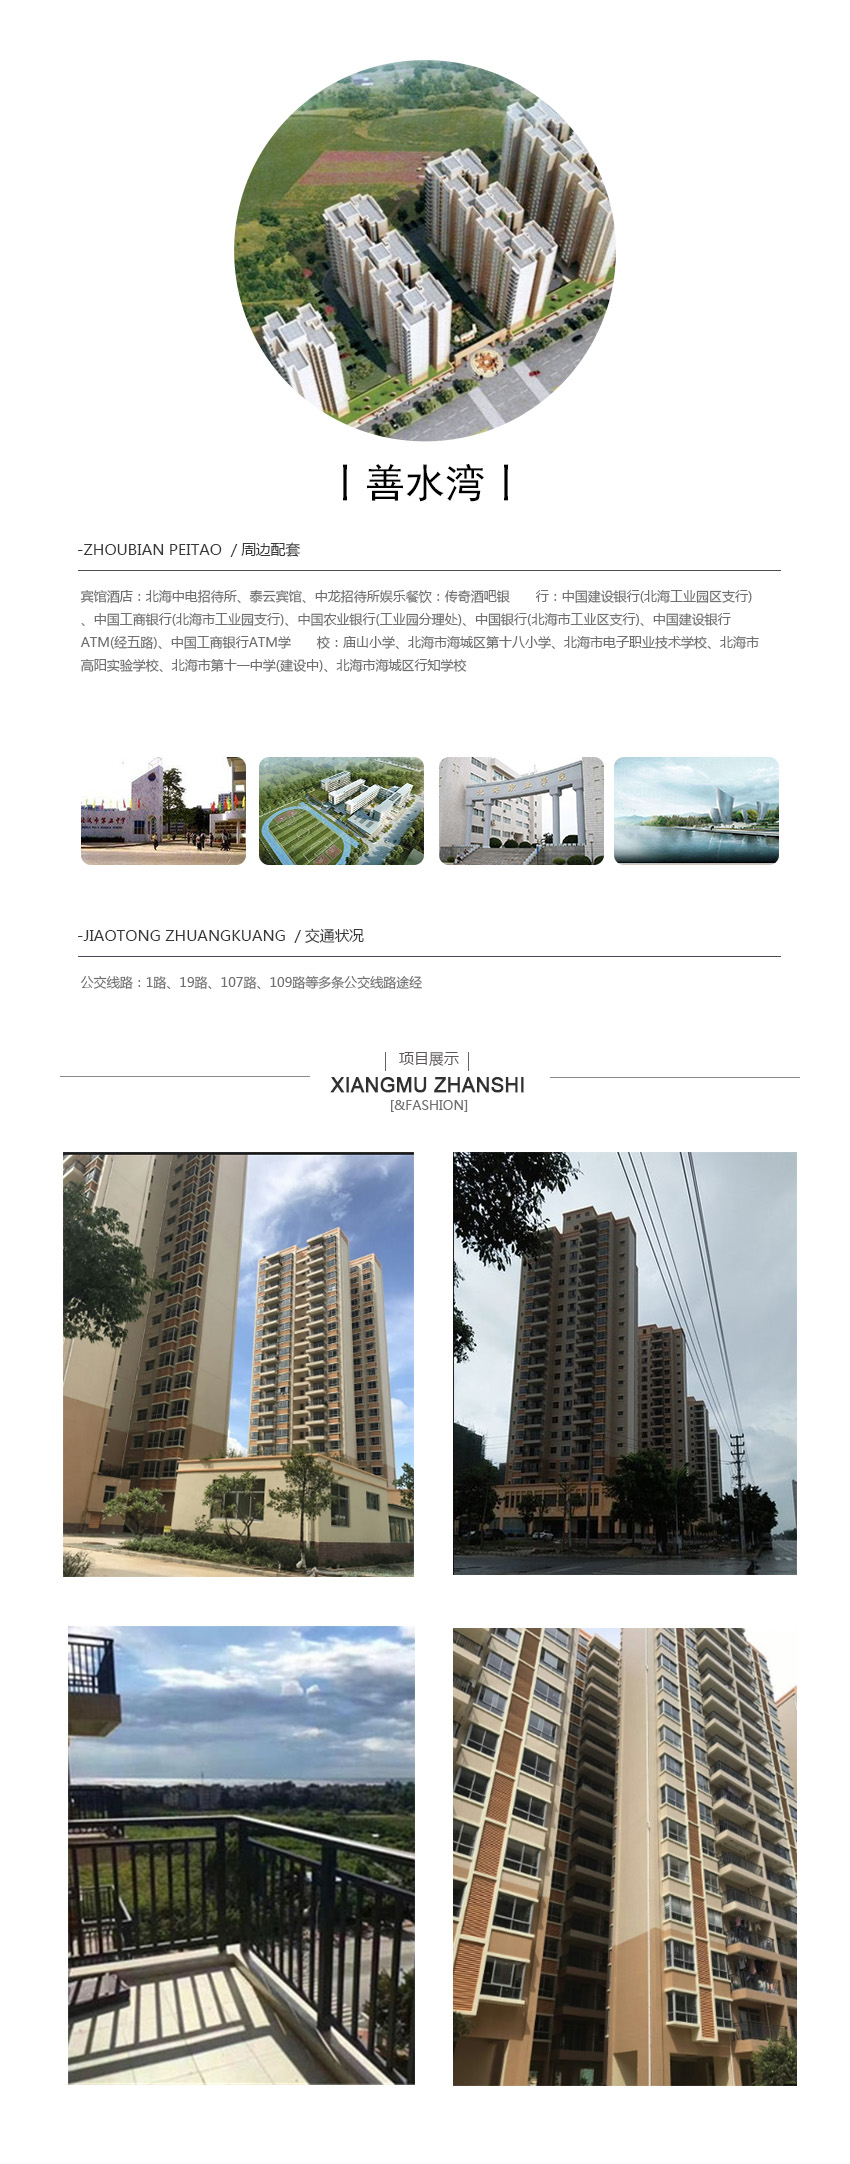 丨善水湾丨
-ZHOUBIAN PEITAO / 周边配套
宾馆酒店：北海中电招待所、泰云宾馆、中龙招待所娱乐餐饮：传奇酒吧银　　行：中国建设银行(北海工业园区支行)
、中国工商银行(北海市工业园支行)、中国农业银行(工业园分理处)、中国银行(北海市工业区支行)、中国建设银行
ATM(经五路)、中国工商银行ATM学　　校：庙山小学、北海市海城区第十八小学、北海市电子职业技术学校、北海市
高阳实验学校、北海市第十一中学(建设中)、北海市海城区行知学校
-JIAOTONG ZHUANGKUANG / 交通状况
公交线路：1路、19路、107路、109路等多条公交线路途经
| 项目展示 |
XIANGMU ZHANSHI
[&FASHION]